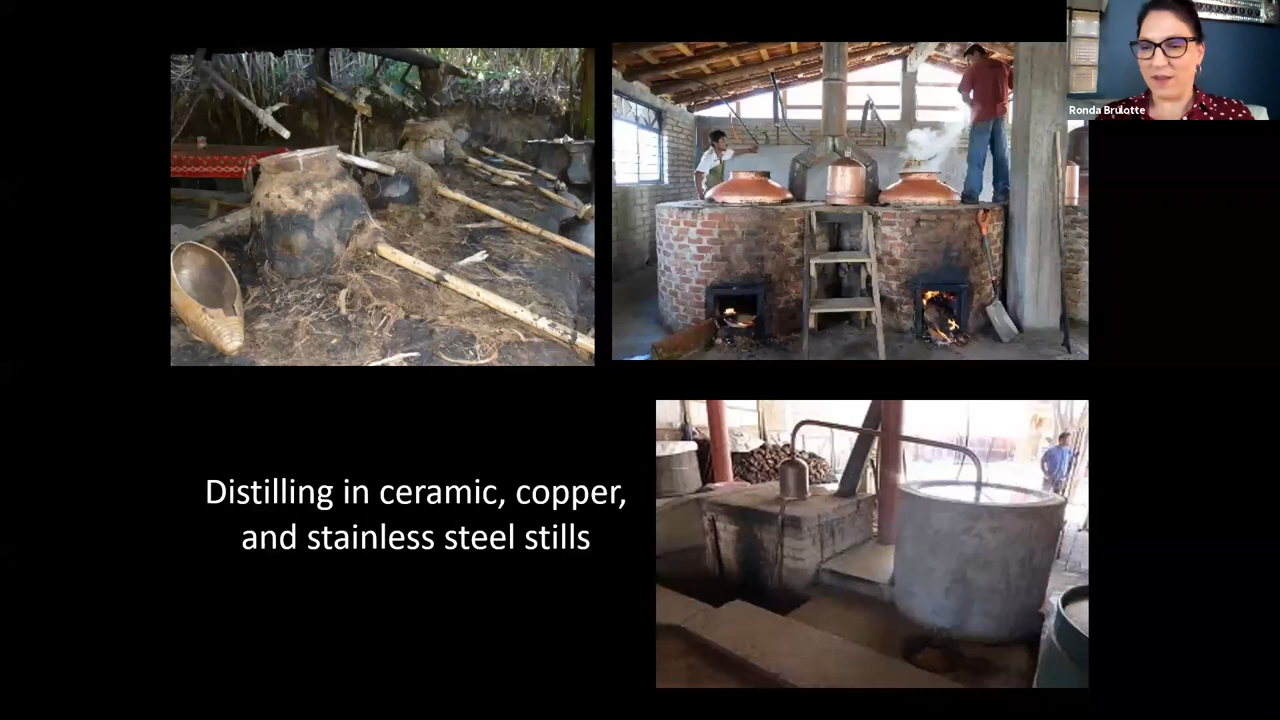 Ronda Brulotte
Distilling in ceramic, copper,
and stainless steel stills